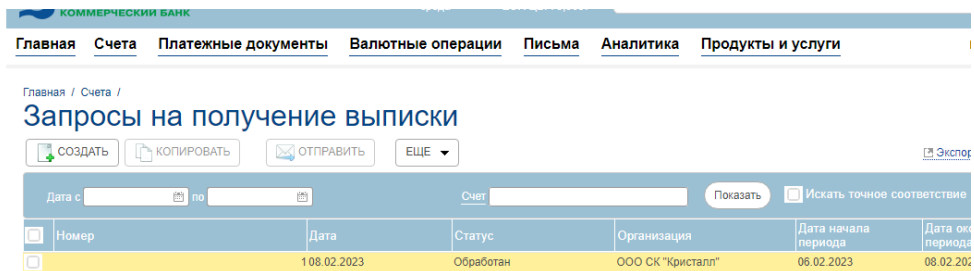 КОММЕРЧЕСКИЙ БАНК
Главная Счета Платежные документы Валютные операции Письма Аналитика Продукты и услуги
Главная / Счета /
Запросы на получение выписки
СОЗДАТЬ КОПИРОВАТЬ ОТПРАВИТЬ ЕЩЕ
Экспор
Дата с по Счет Показать Искать точное соответствие
Номер Дата Статус Организация Дата начала периода Дата око периода
1 08.02.2023 Обработан ООО СК "Кристалл" 06.02.2023 08.02.202